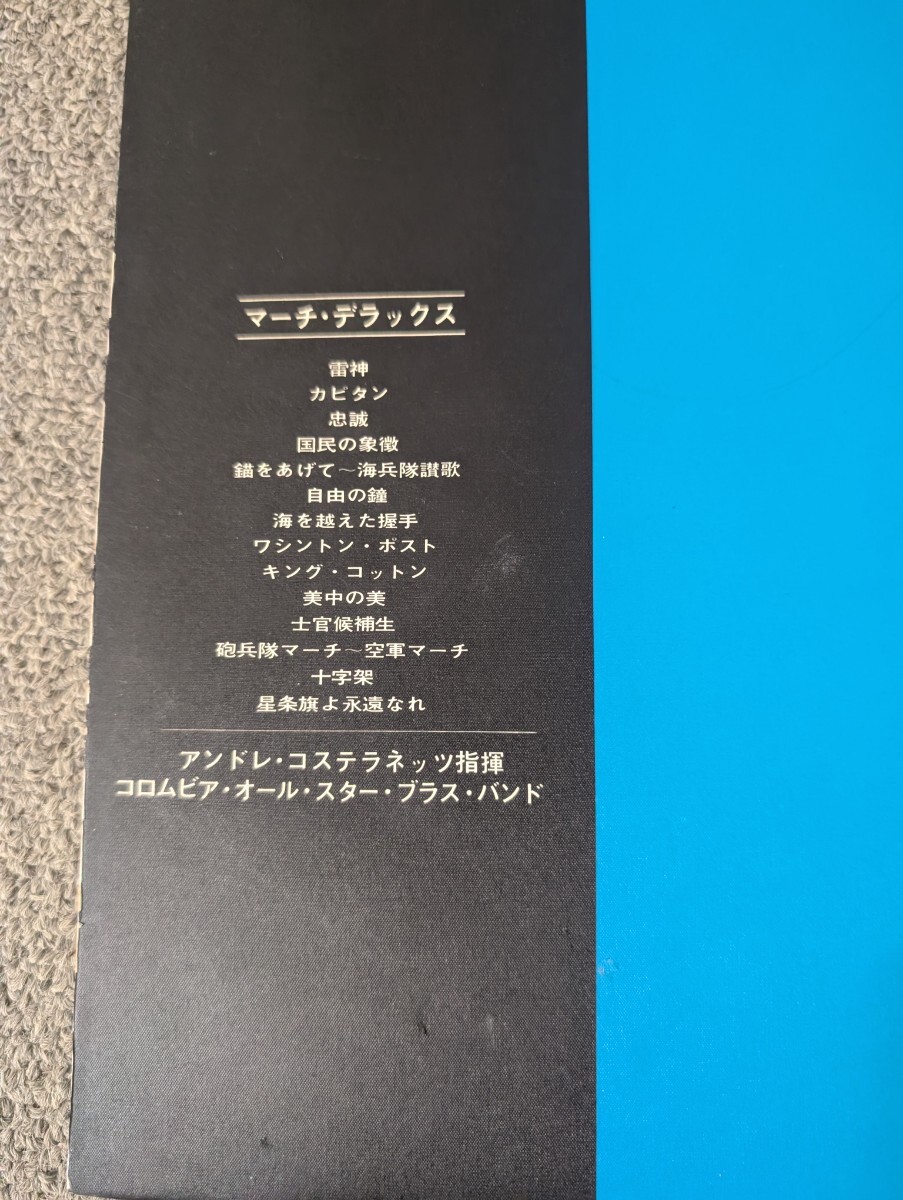 マーチ・デラックス
雷神
カピタン
忠誠
国民の象徴
錨をあげて～海兵隊讃歌
自由の鐘
海を越えた握手
ワシントン・ポスト
キング・コットン
美中の美
士官候補生
砲兵隊マーチ～空軍マーチ
十字架
星条旗よ永遠なれ
アンドレ・コステラネッツ指揮
コロムビア・オール・スター・ブラス・バンド